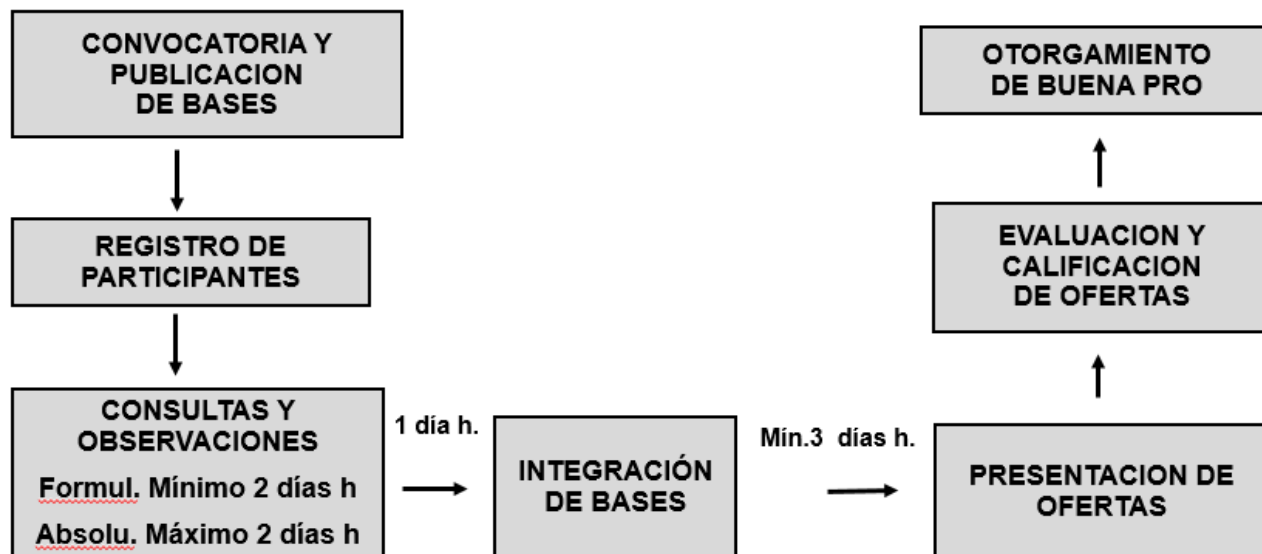 CONVOCATORIA Y
PUBLICACION
DE BASES
REGISTRO DE
PARTICIPANTES
CONSULTAS Y
OBSERVACIONES
Formul. Mínimo 2 días h
Absolu. Máximo 2 días h
1 día h.
INTEGRACIÓN
DE BASES
Mín.3 días h.
PRESENTACION DE
OFERTAS
EVALUACION Y
CALIFICACION
DE OFERTAS
OTORGAMIENTO
DE BUENA PRO